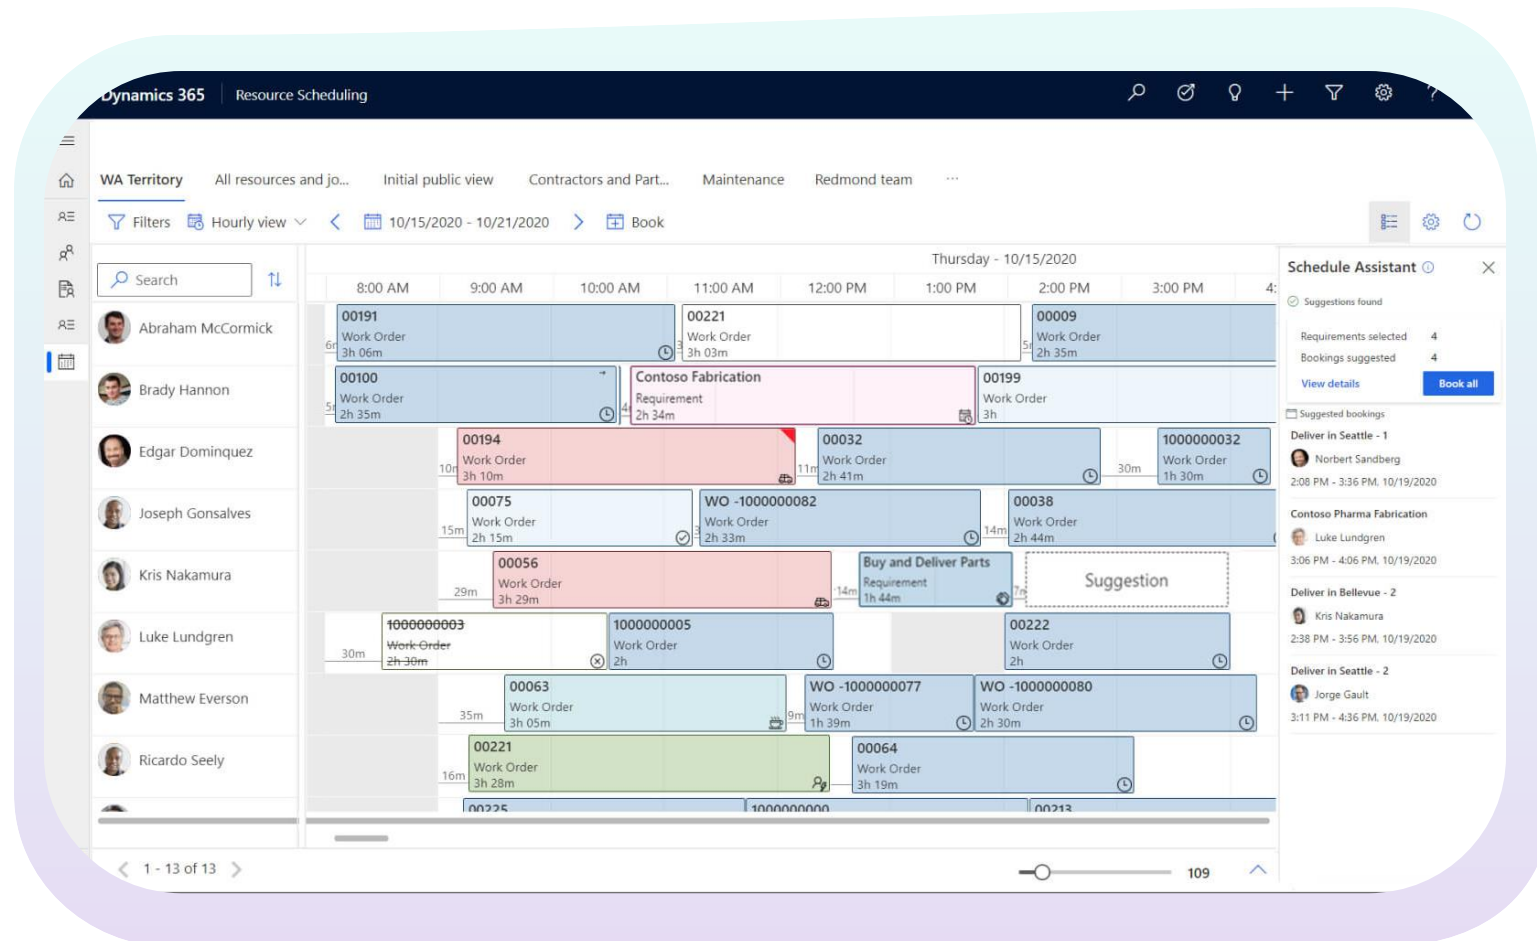 Dynamics 365 Resource Scheduling
WA Territory All resources and jo... Initial public view Contractors and Part... Maintenance Redmond team ...
Filters Hourly view 10/15/2020 - 10/21/2020 Book
Search
Thursday - 10/15/2020
8:00 AM 9:00 AM 10:00 AM 11:00 AM 12:00 PM 1:00 PM 2:00 PM 3:00 PM 4:
Abraham McCormick
00191
Work Order
3h 06m
00221
Work Order
3h 03m
00009
Work Order
2h 35m
Brady Hannon
00100
Work Order
2h 35m
Contoso Fabrication
Requirement
2h 34m
00199
Work Order
3h
Edgar Dominquez
00194
Work Order
3h 10m
00032
Work Order
2h 41m
30m
1000000032
Work Order
1h 30m
Joseph Gonsalves
15m
00075
Work Order
2h 15m
WO -1000000082
Work Order
2h 33m
14m
00038
Work Order
2h 44m
Kris Nakamura
29m
00056
Work Order
3h 29m
14m
Buy and Deliver Parts
Requirement
1h 44m
Suggestion
Luke Lundgren
30m
1000000003
Work Order
2h 30m
1000000005
Work Order
2h
00222
Work Order
2h
Matthew Everson
35m
00063
Work Order
3h 05m
9m
WO -1000000077
Work Order
1h 39m
WO -1000000080
Work Order
2h 30m
Ricardo Seely
16m
00221
Work Order
3h 28m
00064
Work Order
3h 19m
00225
1000000000
00213
1 - 13 of 13
109
Schedule Assistant
Suggestions found
Requirements selected 4
Bookings suggested 4
View details Book all
Suggested bookings
Deliver in Seattle - 1
Norbert Sandberg
2:08 PM - 3:36 PM, 10/19/2020
Contoso Pharma Fabrication
Luke Lundgren
3:06 PM - 4:06 PM, 10/19/2020
Deliver in Bellevue - 2
Kris Nakamura
2:38 PM - 3:56 PM, 10/19/2020
Deliver in Seattle - 2
Jorge Gault
3:11 PM - 4:36 PM, 10/19/2020